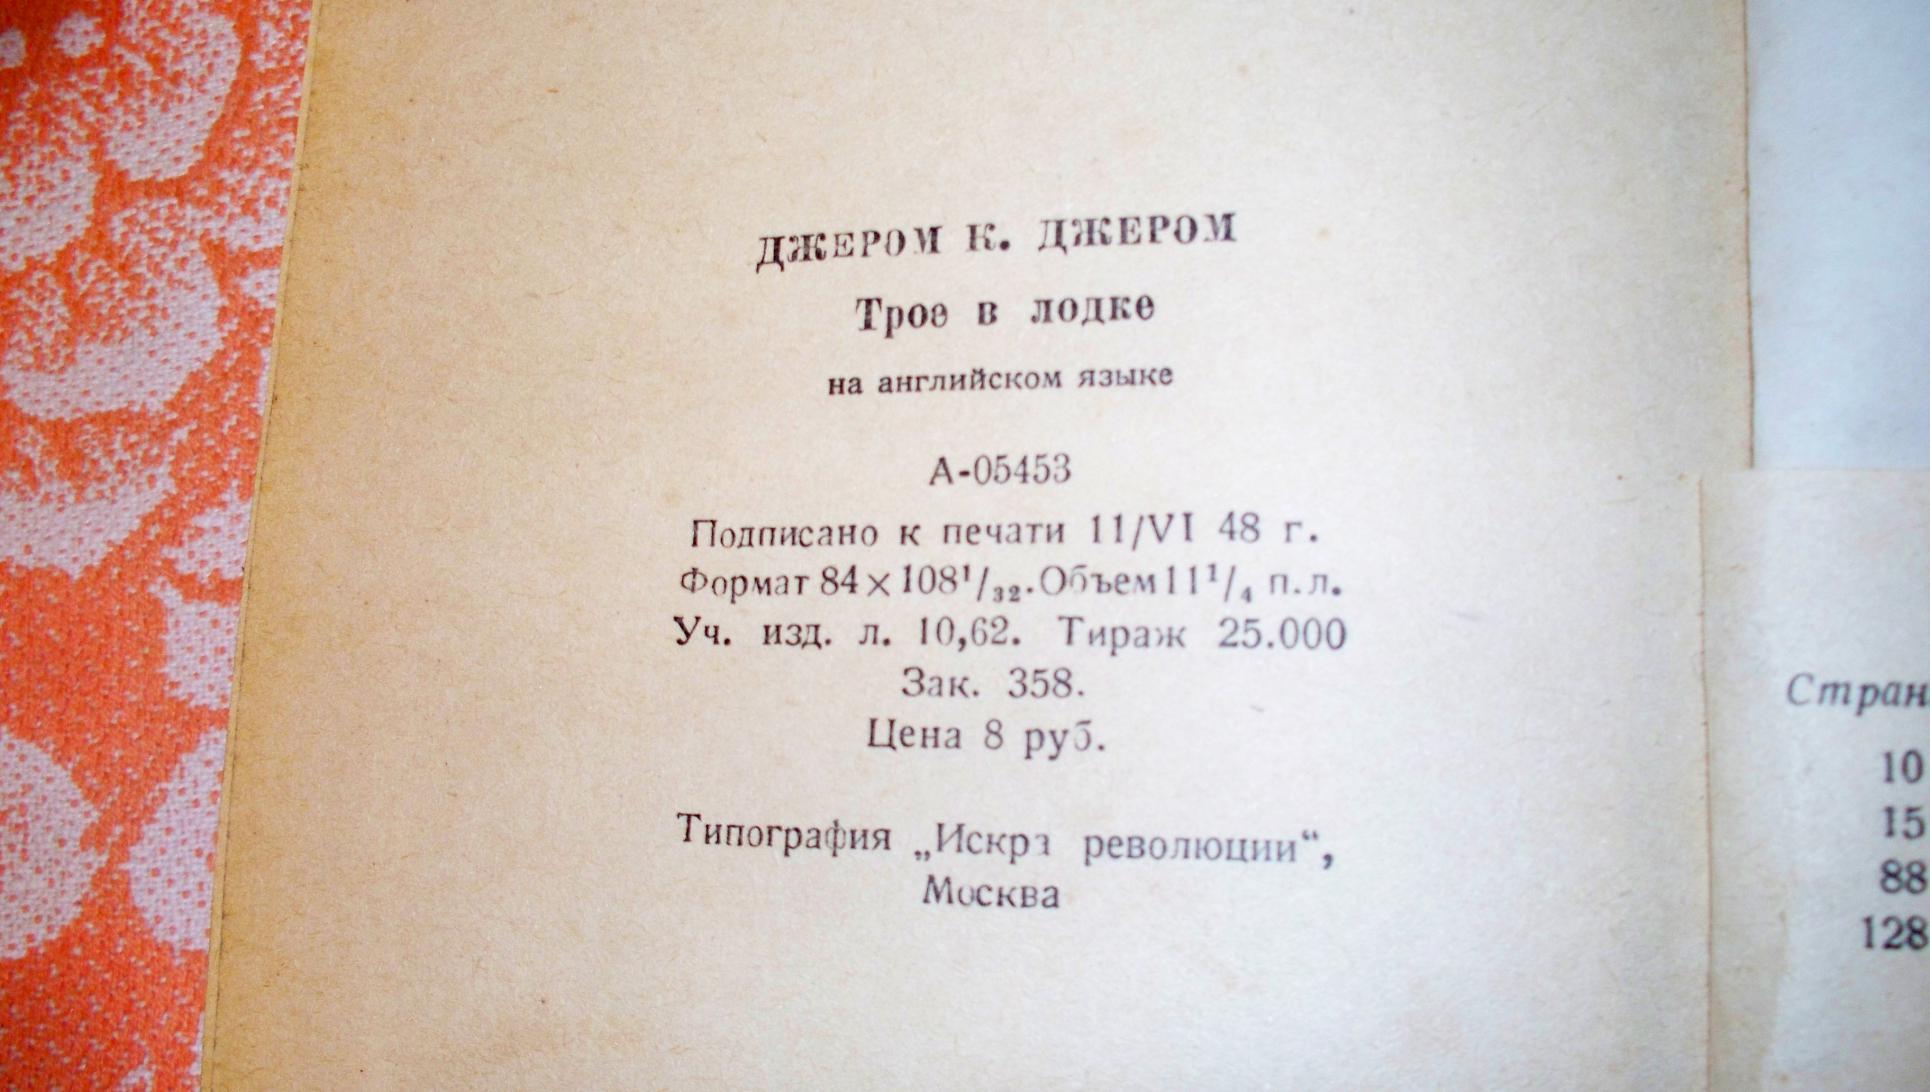 ДЖЕРОМ К. ДЖЕРОМ
Трое в лодке
на английском языке
А-05453
Подписано к печати 11/VI 48 г.
Формат 84×108¹/₃₂. Объем 11¹/₄ п.л.
Уч. изд. л. 10,62. Тираж 25.000
Зак. 358.
Цена 8 руб.
Типография „Искра революции“,
Москва
Стран
10
15
88
128